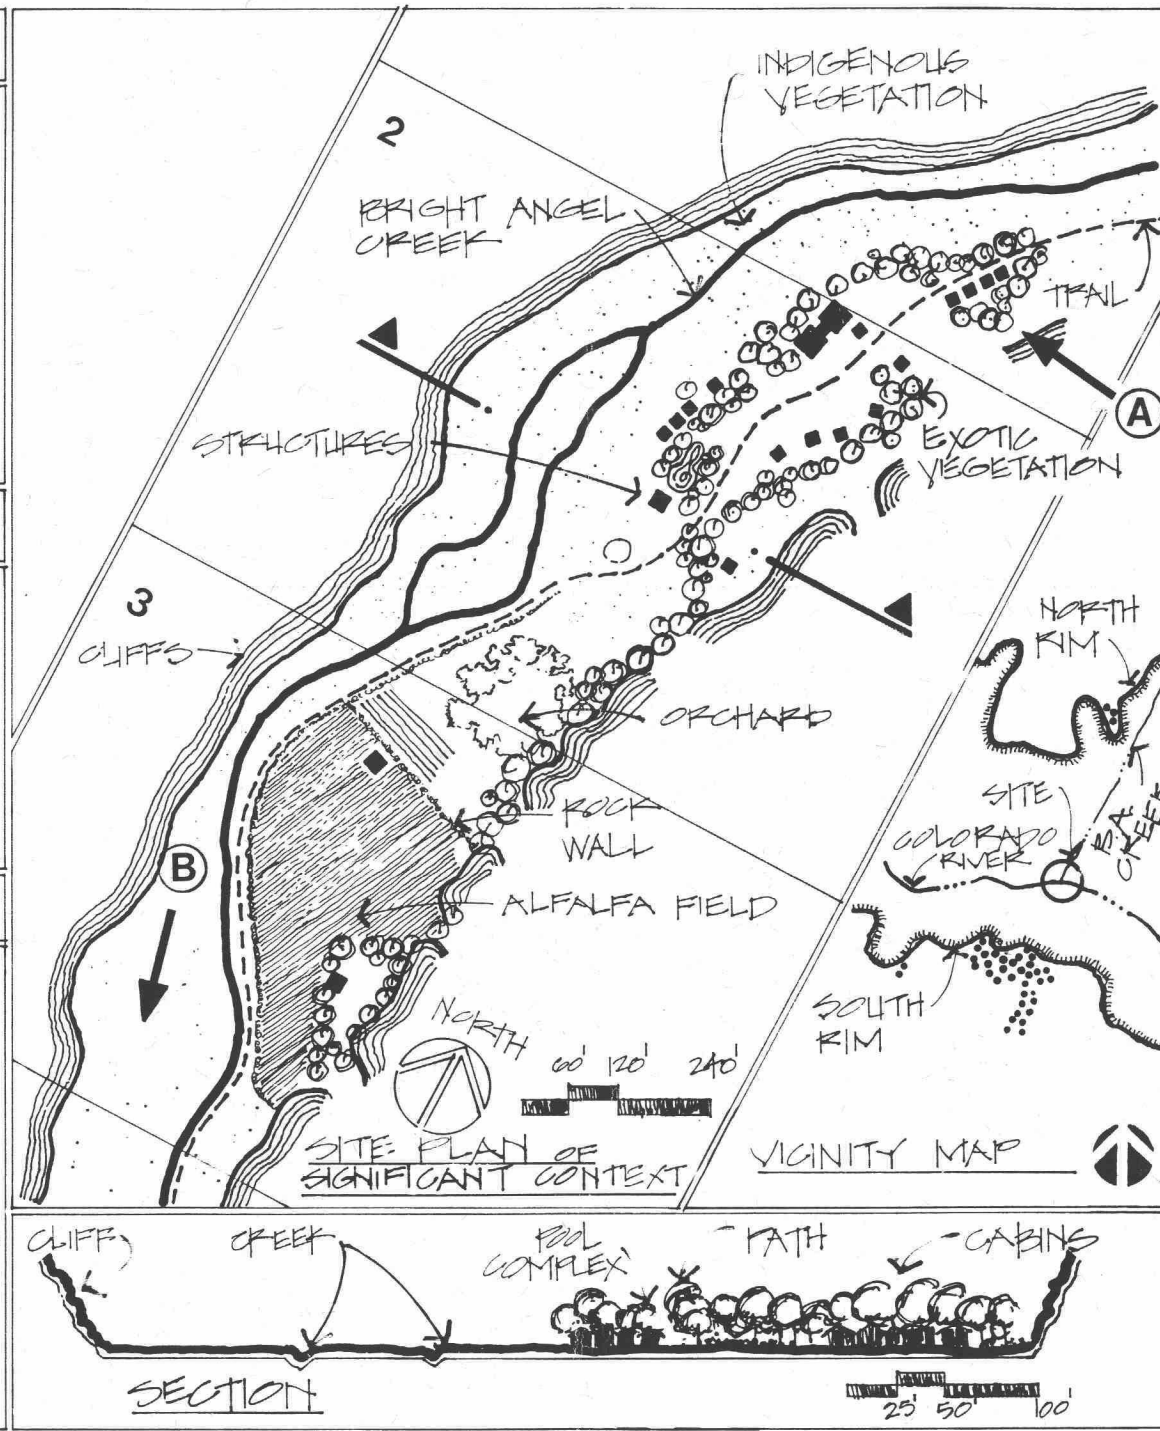 INDIGENOUS
VEGETATION
2
BRIGHT ANGEL
CREEK
TRAIL
A
STRUCTURES
EXOTIC
VEGETATION
3
CLIFFS
NORTH
RIM
ORCHARD
SITE
ROCK
WALL
COLORADO
RIVER
B.A.
CREEK
B
ALFALFA FIELD
SOUTH
RIM
NORTH
60' 120' 240'
SITE PLAN OF
SIGNIFICANT CONTEXT
VICINITY MAP
CLIFF
CREEK
POOL
COMPLEX
PATH
CABINS
SECTION
25' 50' 100'